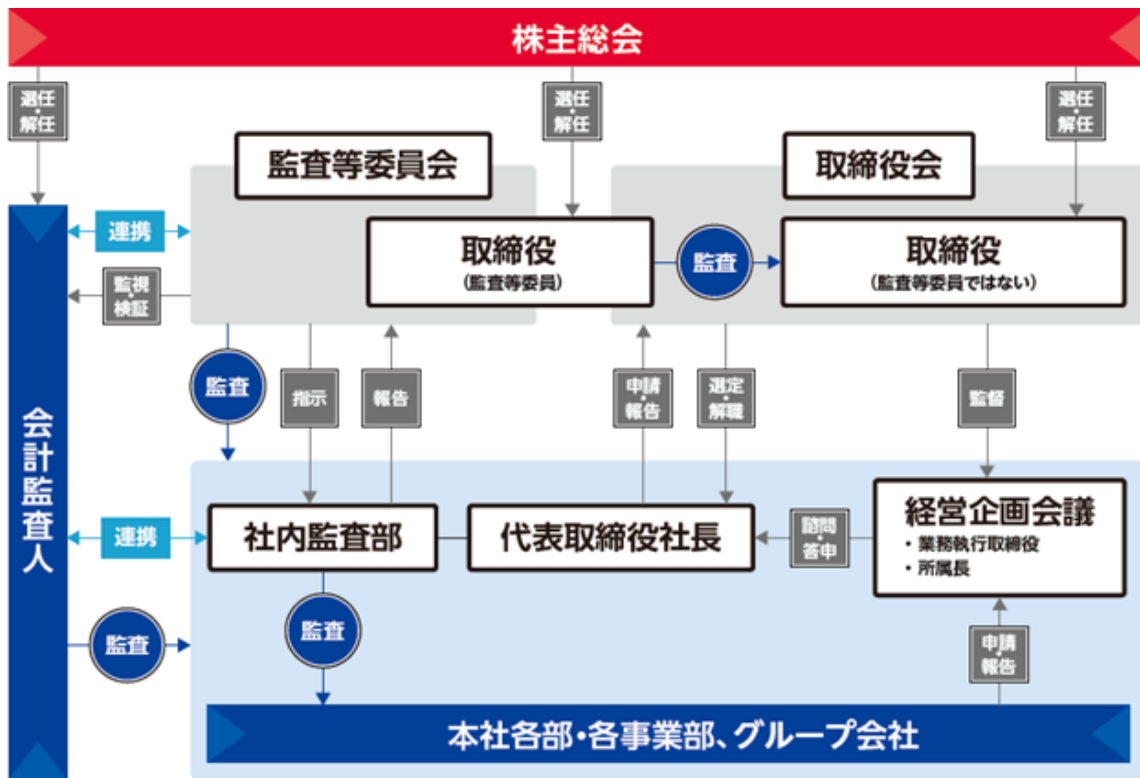 株主総会
選任・
解任
選任・
解任
選任・
解任
監査等委員会
取締役会
連携
取締役
(監査等委員)
監査
取締役
(監査等委員ではない)
監視・
検証
監査
指示
報告
申請・
報告
選定・
解職
監督
会計監査人
連携
社内監査部
代表取締役社長
諮問・
答申
経営企画会議
・業務執行取締役
・所属長
監査
監査
申請・
報告
本社各部・各事業部、グループ会社